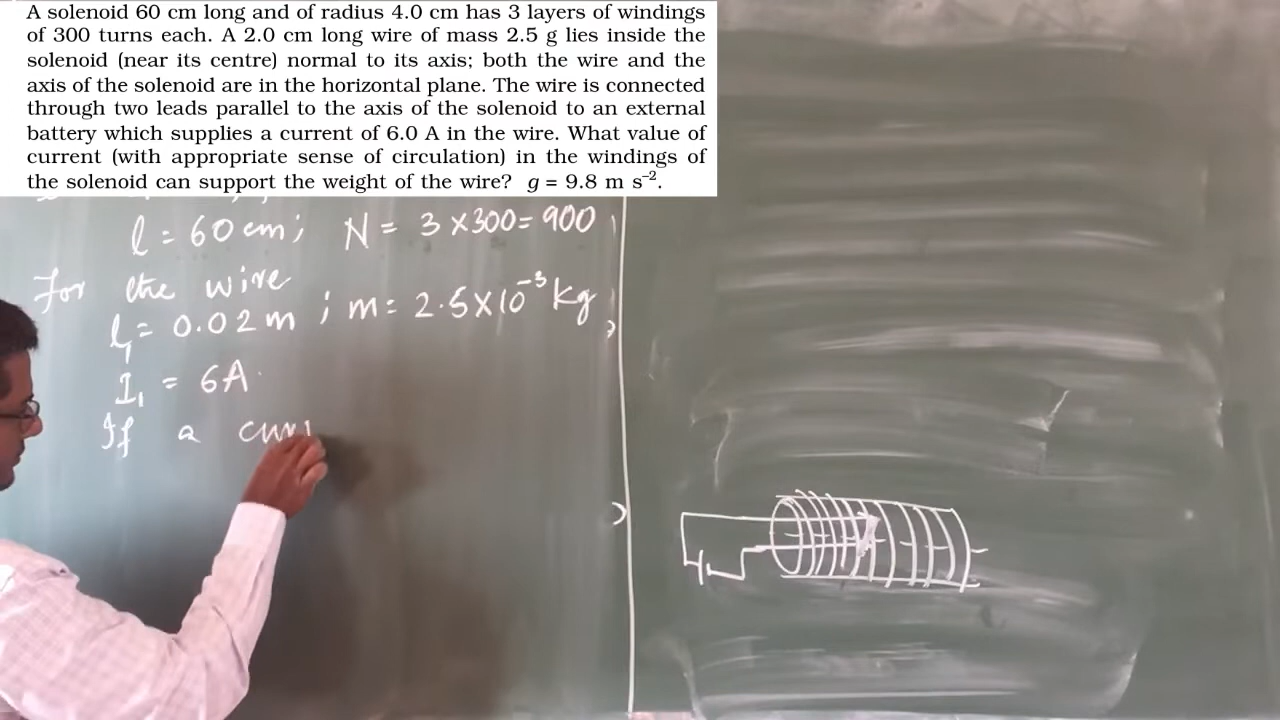 A solenoid 60 cm long and of radius 4.0 cm has 3 layers of windings
of 300 turns each. A 2.0 cm long wire of mass 2.5 g lies inside the
solenoid (near its centre) normal to its axis; both the wire and the
axis of the solenoid are in the horizontal plane. The wire is connected
through two leads parallel to the axis of the solenoid to an external
battery which supplies a current of 6.0 A in the wire. What value of
current (with appropriate sense of circulation) in the windings of
the solenoid can support the weight of the wire? g = 9.8 m s⁻².
l = 60 cm; N = 3 × 300 = 900
For the wire
l₁ = 0.02 m ; m = 2.5 × 10⁻³ kg
I₁ = 6A.
If a curr